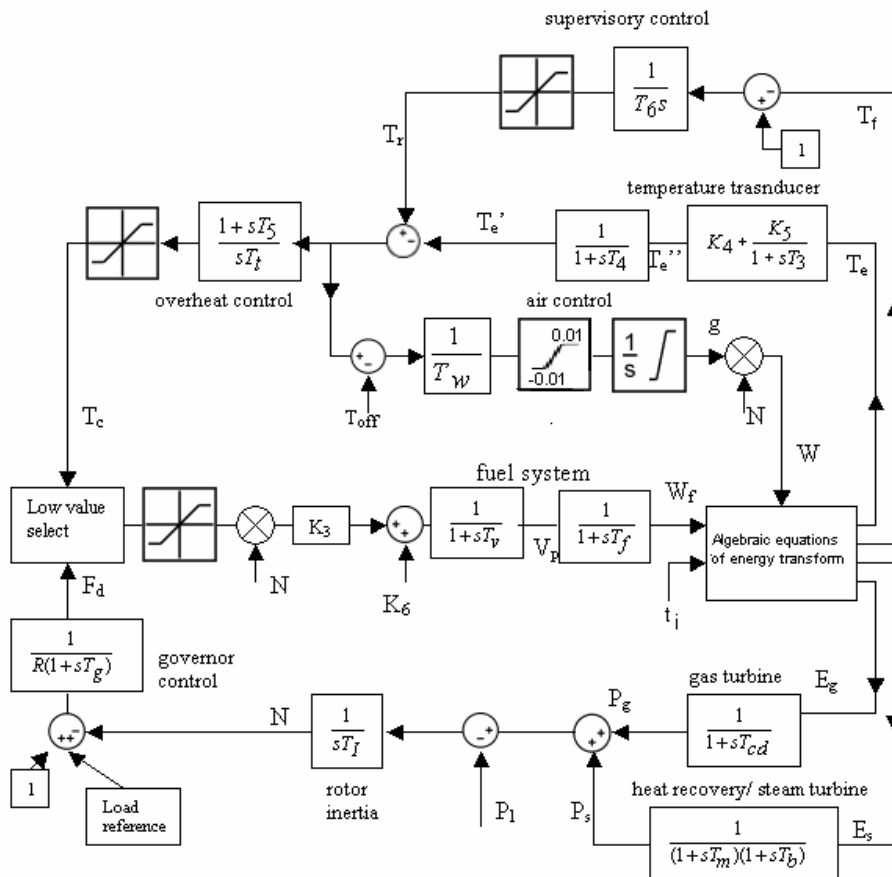 supervisory control
1
T6s
+ -
Tr
Tf
1
temperature trasnducer
1 + sT5
sTt
+ -
Te'
1
1 + sT4
Te''
K4 + K5
1 + sT3
Te
overheat control
air control
+ -
1
Tw
0.01
-0.01
1
s
g
Toff
N
Tc
W
fuel system
Low value
select
K3
+ +
1
1 + sTv
Vp
1
1 + sTf
Wf
Algebraic equations
of energy transform
Fd
N
K6
ti
1
R(1 + sTg)
governor
control
gas turbine
Eg
N
1
sTI
- +
Pg
+ +
1
1 + sTcd
++ -
1
Load
reference
rotor
inertia
P1
Ps
heat recovery/ steam turbine
1
(1 + sTm)(1 + sTb)
Es